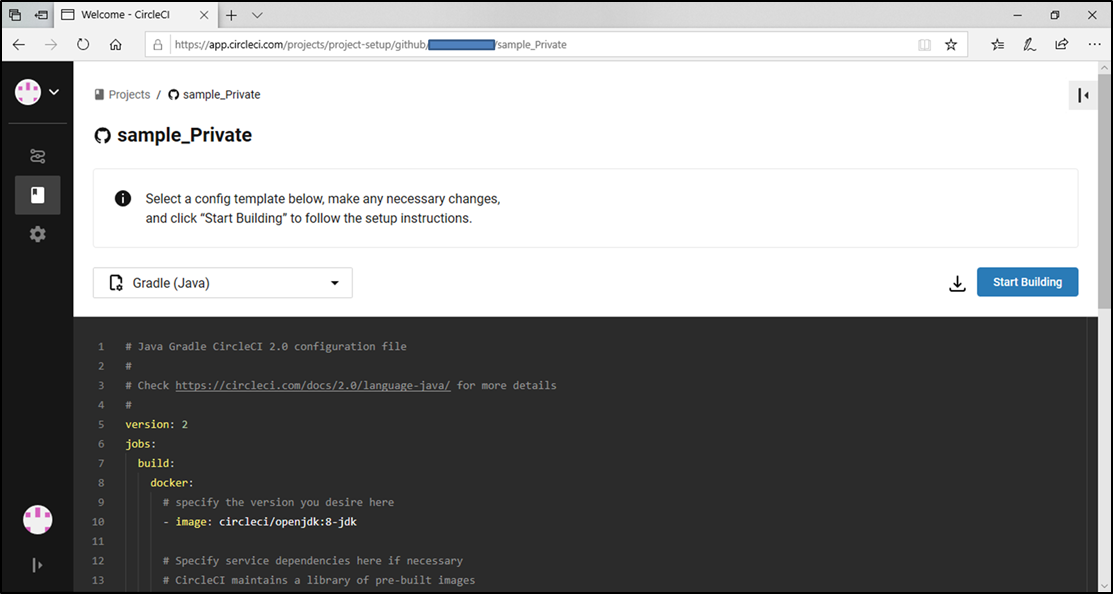 Welcome - CircleCI
https://app.circleci.com/projects/project-setup/github/ /sample_Private
Projects / sample_Private
sample_Private
Select a config template below, make any necessary changes,
and click “Start Building” to follow the setup instructions.
Gradle (Java)
Start Building
1 # Java Gradle CircleCI 2.0 configuration file
2 #
3 # Check https://circleci.com/docs/2.0/language-java/ for more details
4 #
5 version: 2
6 jobs:
7 build:
8 docker:
9 # specify the version you desire here
10 - image: circleci/openjdk:8-jdk
11
12 # Specify service dependencies here if necessary
13 # CircleCI maintains a library of pre-built images